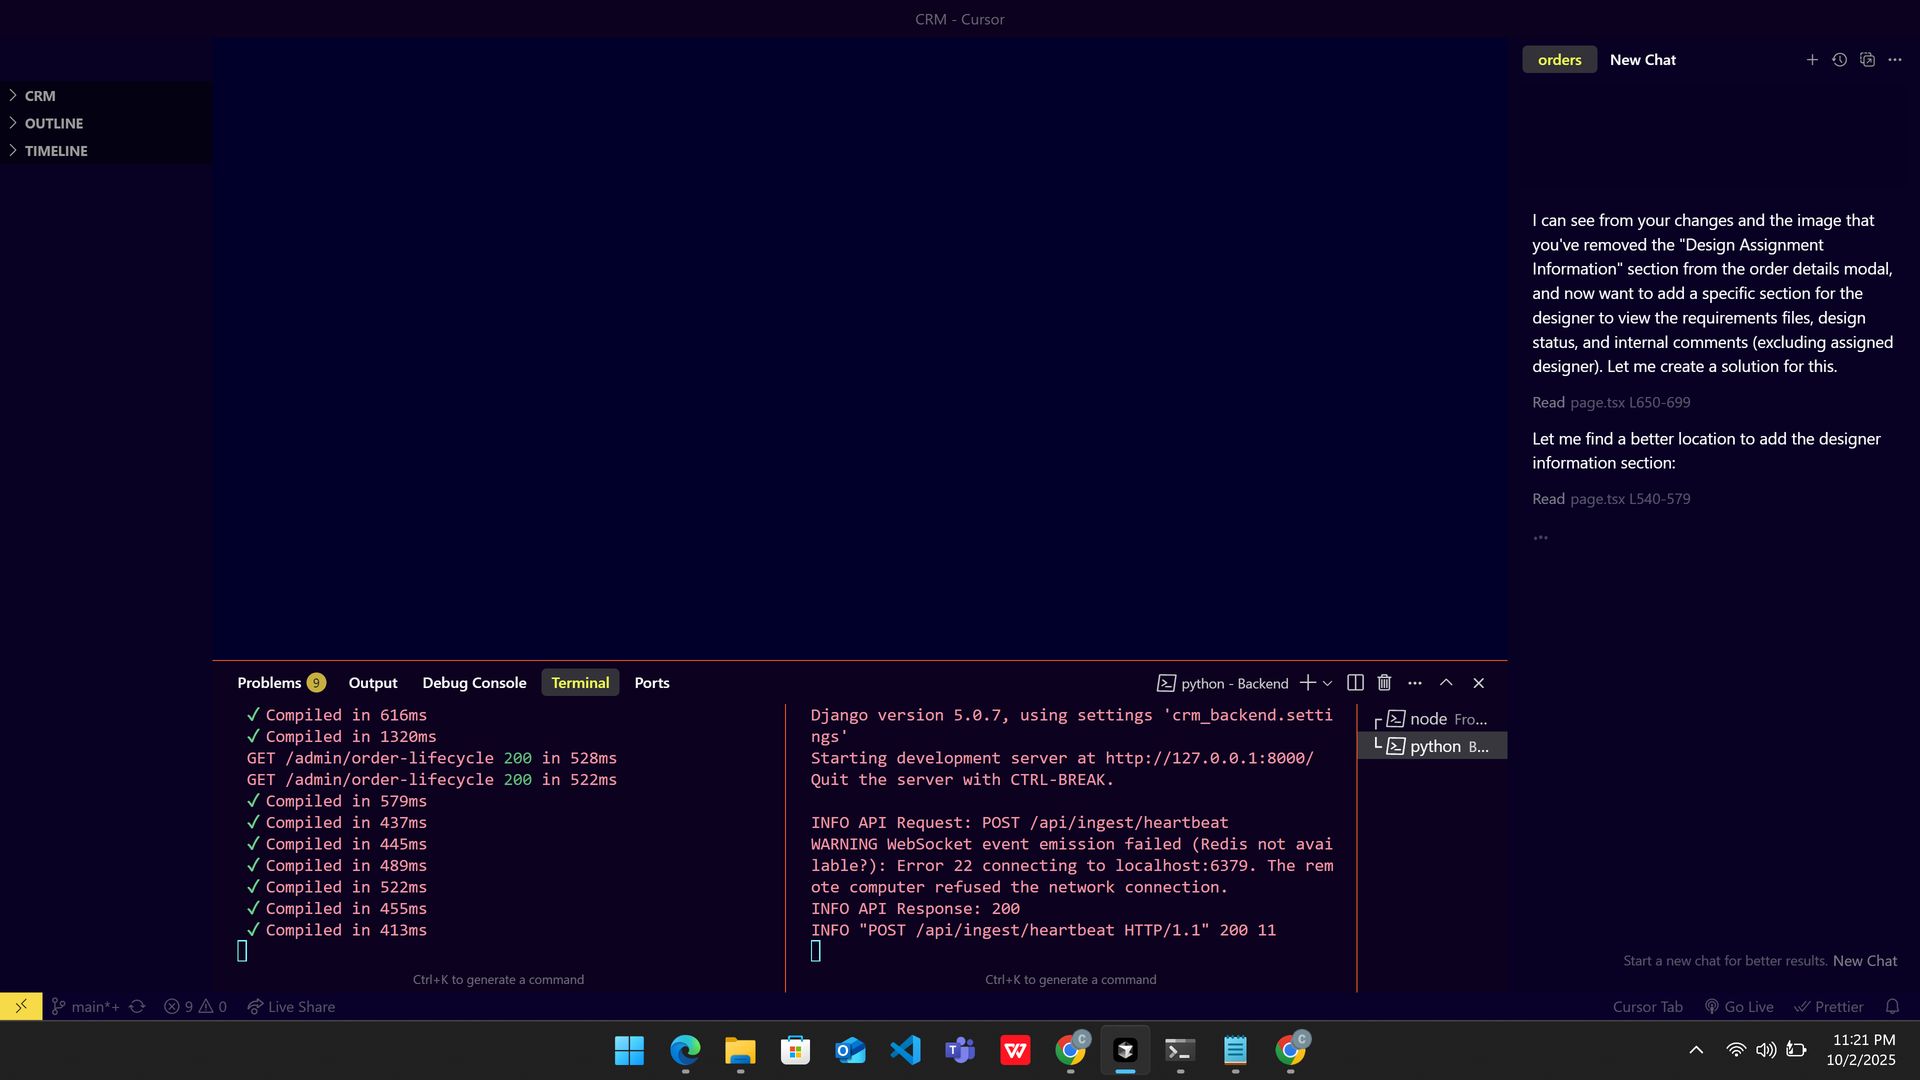 CRM - Cursor
CRM
OUTLINE
TIMELINE
orders New Chat
I can see from your changes and the image that
you've removed the "Design Assignment
Information" section from the order details modal,
and now want to add a specific section for the
designer to view the requirements files, design
status, and internal comments (excluding assigned
designer). Let me create a solution for this.
Read page.tsx L650-699
Let me find a better location to add the designer
information section:
Read page.tsx L540-579
Start a new chat for better results. New Chat
Problems 9 Output Debug Console Terminal Ports
python - Backend
✓ Compiled in 616ms
✓ Compiled in 1320ms
GET /admin/order-lifecycle 200 in 528ms
GET /admin/order-lifecycle 200 in 522ms
✓ Compiled in 579ms
✓ Compiled in 437ms
✓ Compiled in 445ms
✓ Compiled in 489ms
✓ Compiled in 522ms
✓ Compiled in 455ms
✓ Compiled in 413ms
Ctrl+K to generate a command
Django version 5.0.7, using settings 'crm_backend.setti
ngs'
Starting development server at http://127.0.0.1:8000/
Quit the server with CTRL-BREAK.
INFO API Request: POST /api/ingest/heartbeat
WARNING WebSocket event emission failed (Redis not avai
lable?): Error 22 connecting to localhost:6379. The rem
ote computer refused the network connection.
INFO API Response: 200
INFO "POST /api/ingest/heartbeat HTTP/1.1" 200 11
Ctrl+K to generate a command
node Fro...
python B...
main*+ 9 0 Live Share
Cursor Tab Go Live Prettier
11:21 PM
10/2/2025